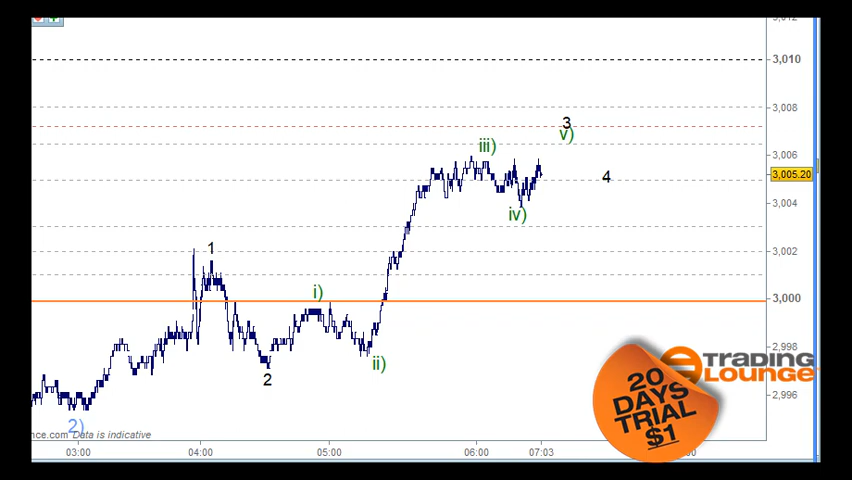 3,012
3,010
3,008
3
v)
iii)
3,006
4
3,005.20
3,004
iv)
1
3,002
i)
3,000
2,998
ii)
2
2,996
TRADING
LOUNGE
20
DAYS
TRIAL
$1
2)
nce.com Data is indicative
03:00
04:00
05:00
06:00
07:03